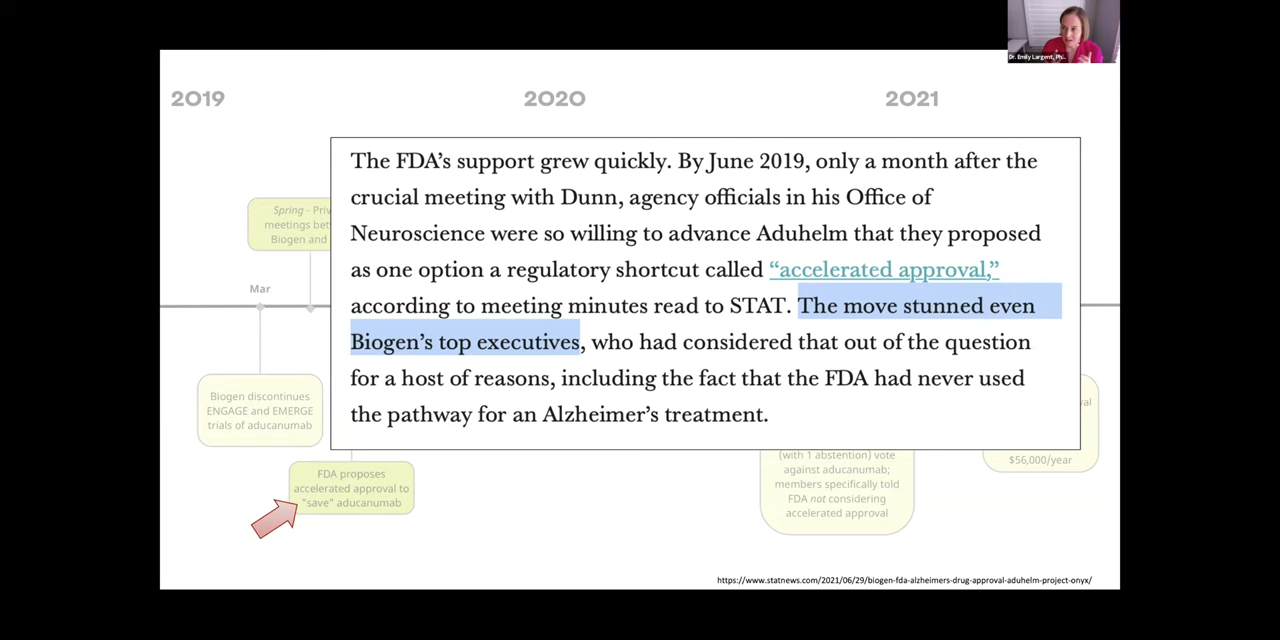 Dr. Emily Largent, Ph...
2019
2020
2021
The FDA's support grew quickly. By June 2019, only a month after the
crucial meeting with Dunn, agency officials in his Office of
Neuroscience were so willing to advance Aduhelm that they proposed
as one option a regulatory shortcut called “accelerated approval,”
according to meeting minutes read to STAT. The move stunned even
Biogen’s top executives, who had considered that out of the question
for a host of reasons, including the fact that the FDA had never used
the pathway for an Alzheimer’s treatment.
Spring - Priv
meetings bet
Biogen and
Mar
Biogen discontinues
ENGAGE and EMERGE
trials of aducanumab
FDA proposes
accelerated approval to
"save" aducanumab
(with 1 abstention) vote
against aducanumab;
members specifically told
FDA not considering
accelerated approval
val
$56,000/year
https://www.statnews.com/2021/06/29/biogen-fda-alzheimers-drug-approval-aduhelm-project-onyx/